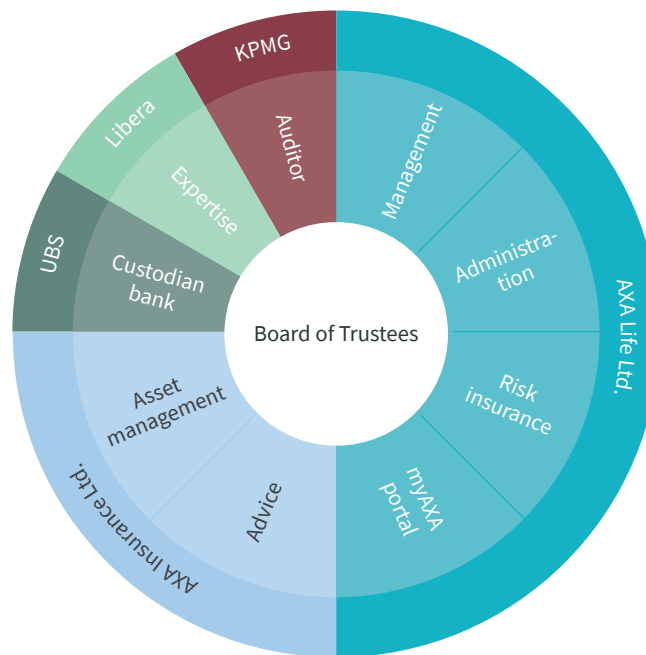 KPMG
Auditor
Libera
Expertise
UBS
Custodian
bank
Board of Trustees
Management
Administra-
tion
AXA Life Ltd.
Risk
insurance
myAXA
portal
Asset
management
Advice
AXA Insurance Ltd.